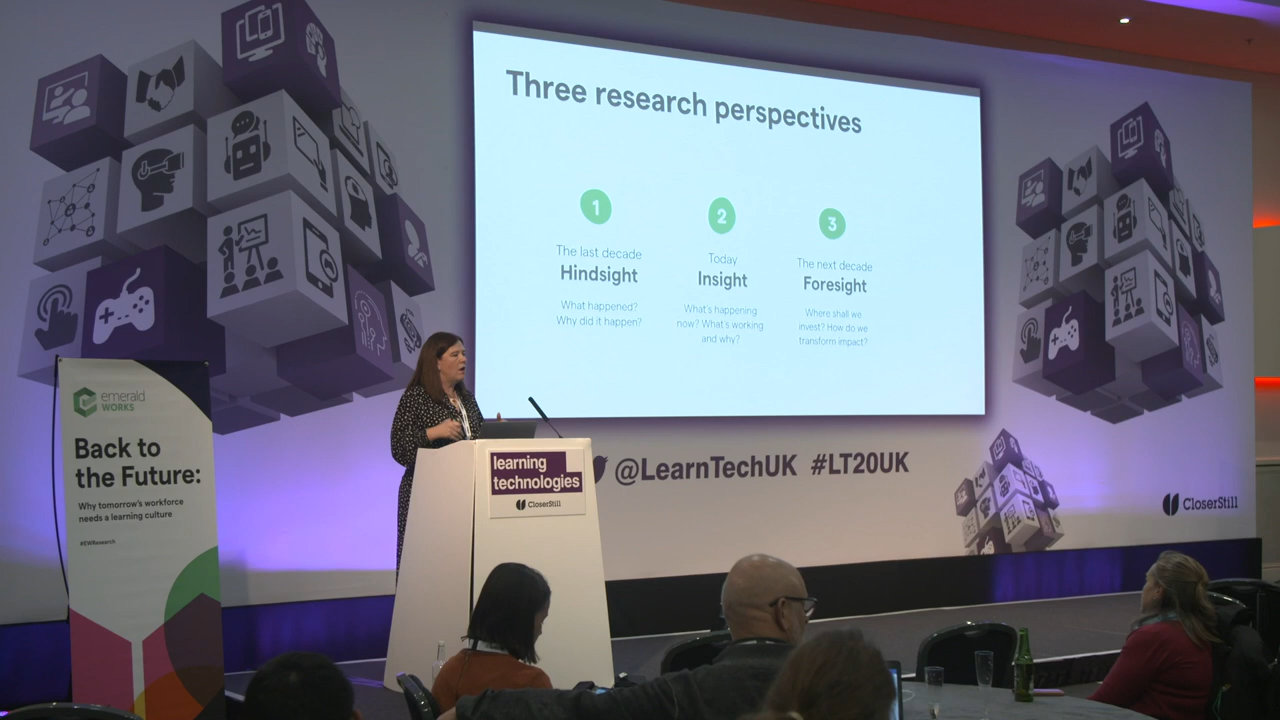 Three research perspectives
1
The last decade
Hindsight
What happened?
Why did it happen?
2
Today
Insight
What's happening
now? What's working
and why?
3
The next decade
Foresight
Where shall we
invest? How do we
transform impact?
emerald
WORKS
Back to
the Future:
Why tomorrow's workforce
needs a learning culture
#EWResearch
learning
technologies
CloserStill
@LearnTechUK #LT20UK
CloserStill